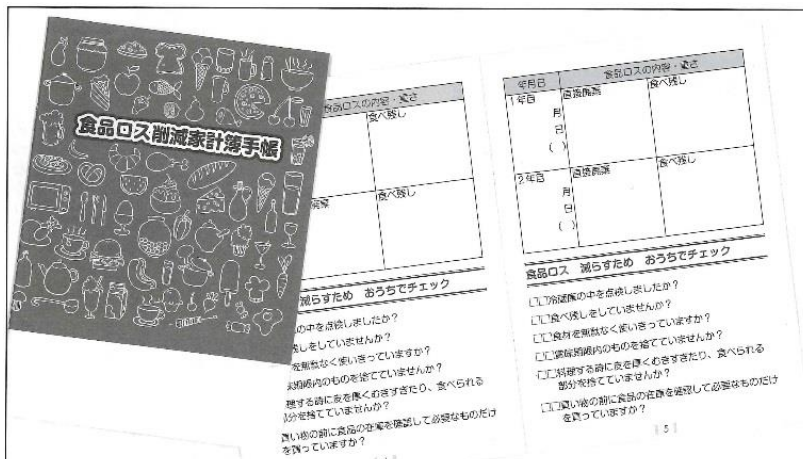 食品ロス削減家計簿手帳
食品ロスの内容・重さ
食べ残し
廃棄
食べ残し
減らすため おうちでチェック
の中を点検しましたか？
残しをしていませんか？
を無駄なく使いきっていますか？
期限内のものを捨てていませんか？
理する時に皮を厚くむきすぎたり、食べられる
部分を捨てていませんか？
買い物の前に食品の在庫を確認して必要なものだけ
を買っていますか？
年月日 食品ロスの内容・重さ
1年目 直接廃棄 食べ残し
月
日
( )
2年目 直接廃棄 食べ残し
月
日
( )
食品ロス 減らすため おうちでチェック
□□冷蔵庫の中を点検しましたか？
□□食べ残しをしていませんか？
□□食材を無駄なく使いきっていますか？
□□賞味期限内のものを捨てていませんか？
□□料理する時に皮を厚くむきすぎたり、食べられる
部分を捨てていませんか？
□□買い物の前に食品の在庫を確認して必要なものだけ
を買っていますか？
| 5 |